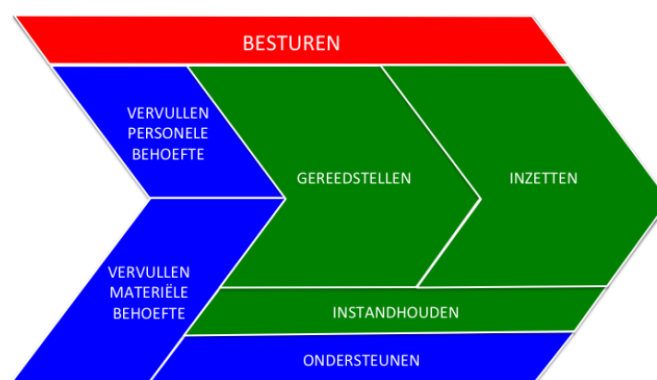 BESTUREN
VERVULLEN
PERSONELE
BEHOEFTE
GEREEDSTELLEN
INZETTEN
VERVULLEN
MATERIËLE
BEHOEFTE
INSTANDHOUDEN
ONDERSTEUNEN